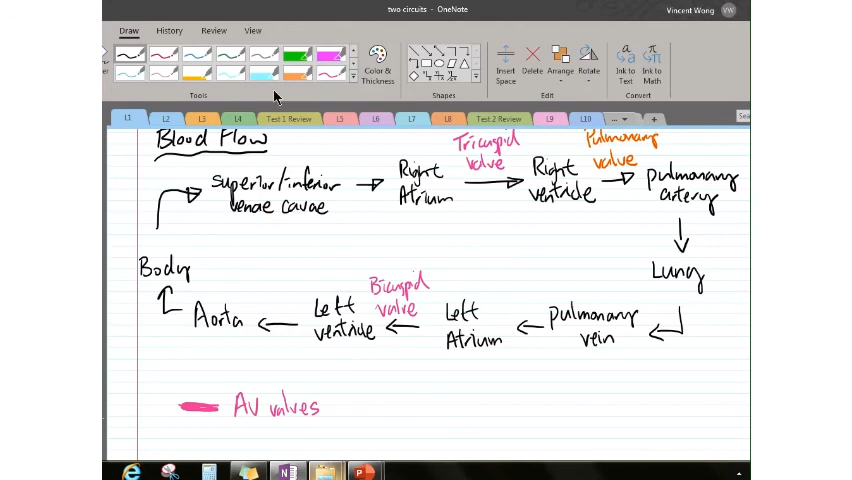 two circuits - OneNote
Vincent Wong VW
Draw History Review View
Color &
Thickness
Insert
Space
Delete
Arrange
Rotate
Ink to
Text
Ink to
Math
Tools
Shapes
Edit
Convert
L1 L2 L3 L4 Test 1 Review L5 L6 L7 L8 Test 2 Review L9 L10 ...
Sea
Blood Flow
Tricuspid
valve
Pulmonary
valve
superior/inferior
venae cavae
Right
Atrium
Right
ventricle
pulmonary
artery
Body
Lung
Bicuspid
valve
Aorta
Left
ventricle
Left
Atrium
pulmonary
vein
AV valves